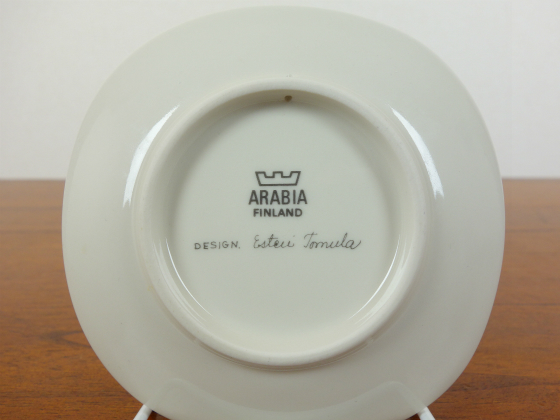 ARABIA
FINLAND
DESIGN. Esteri Tomula